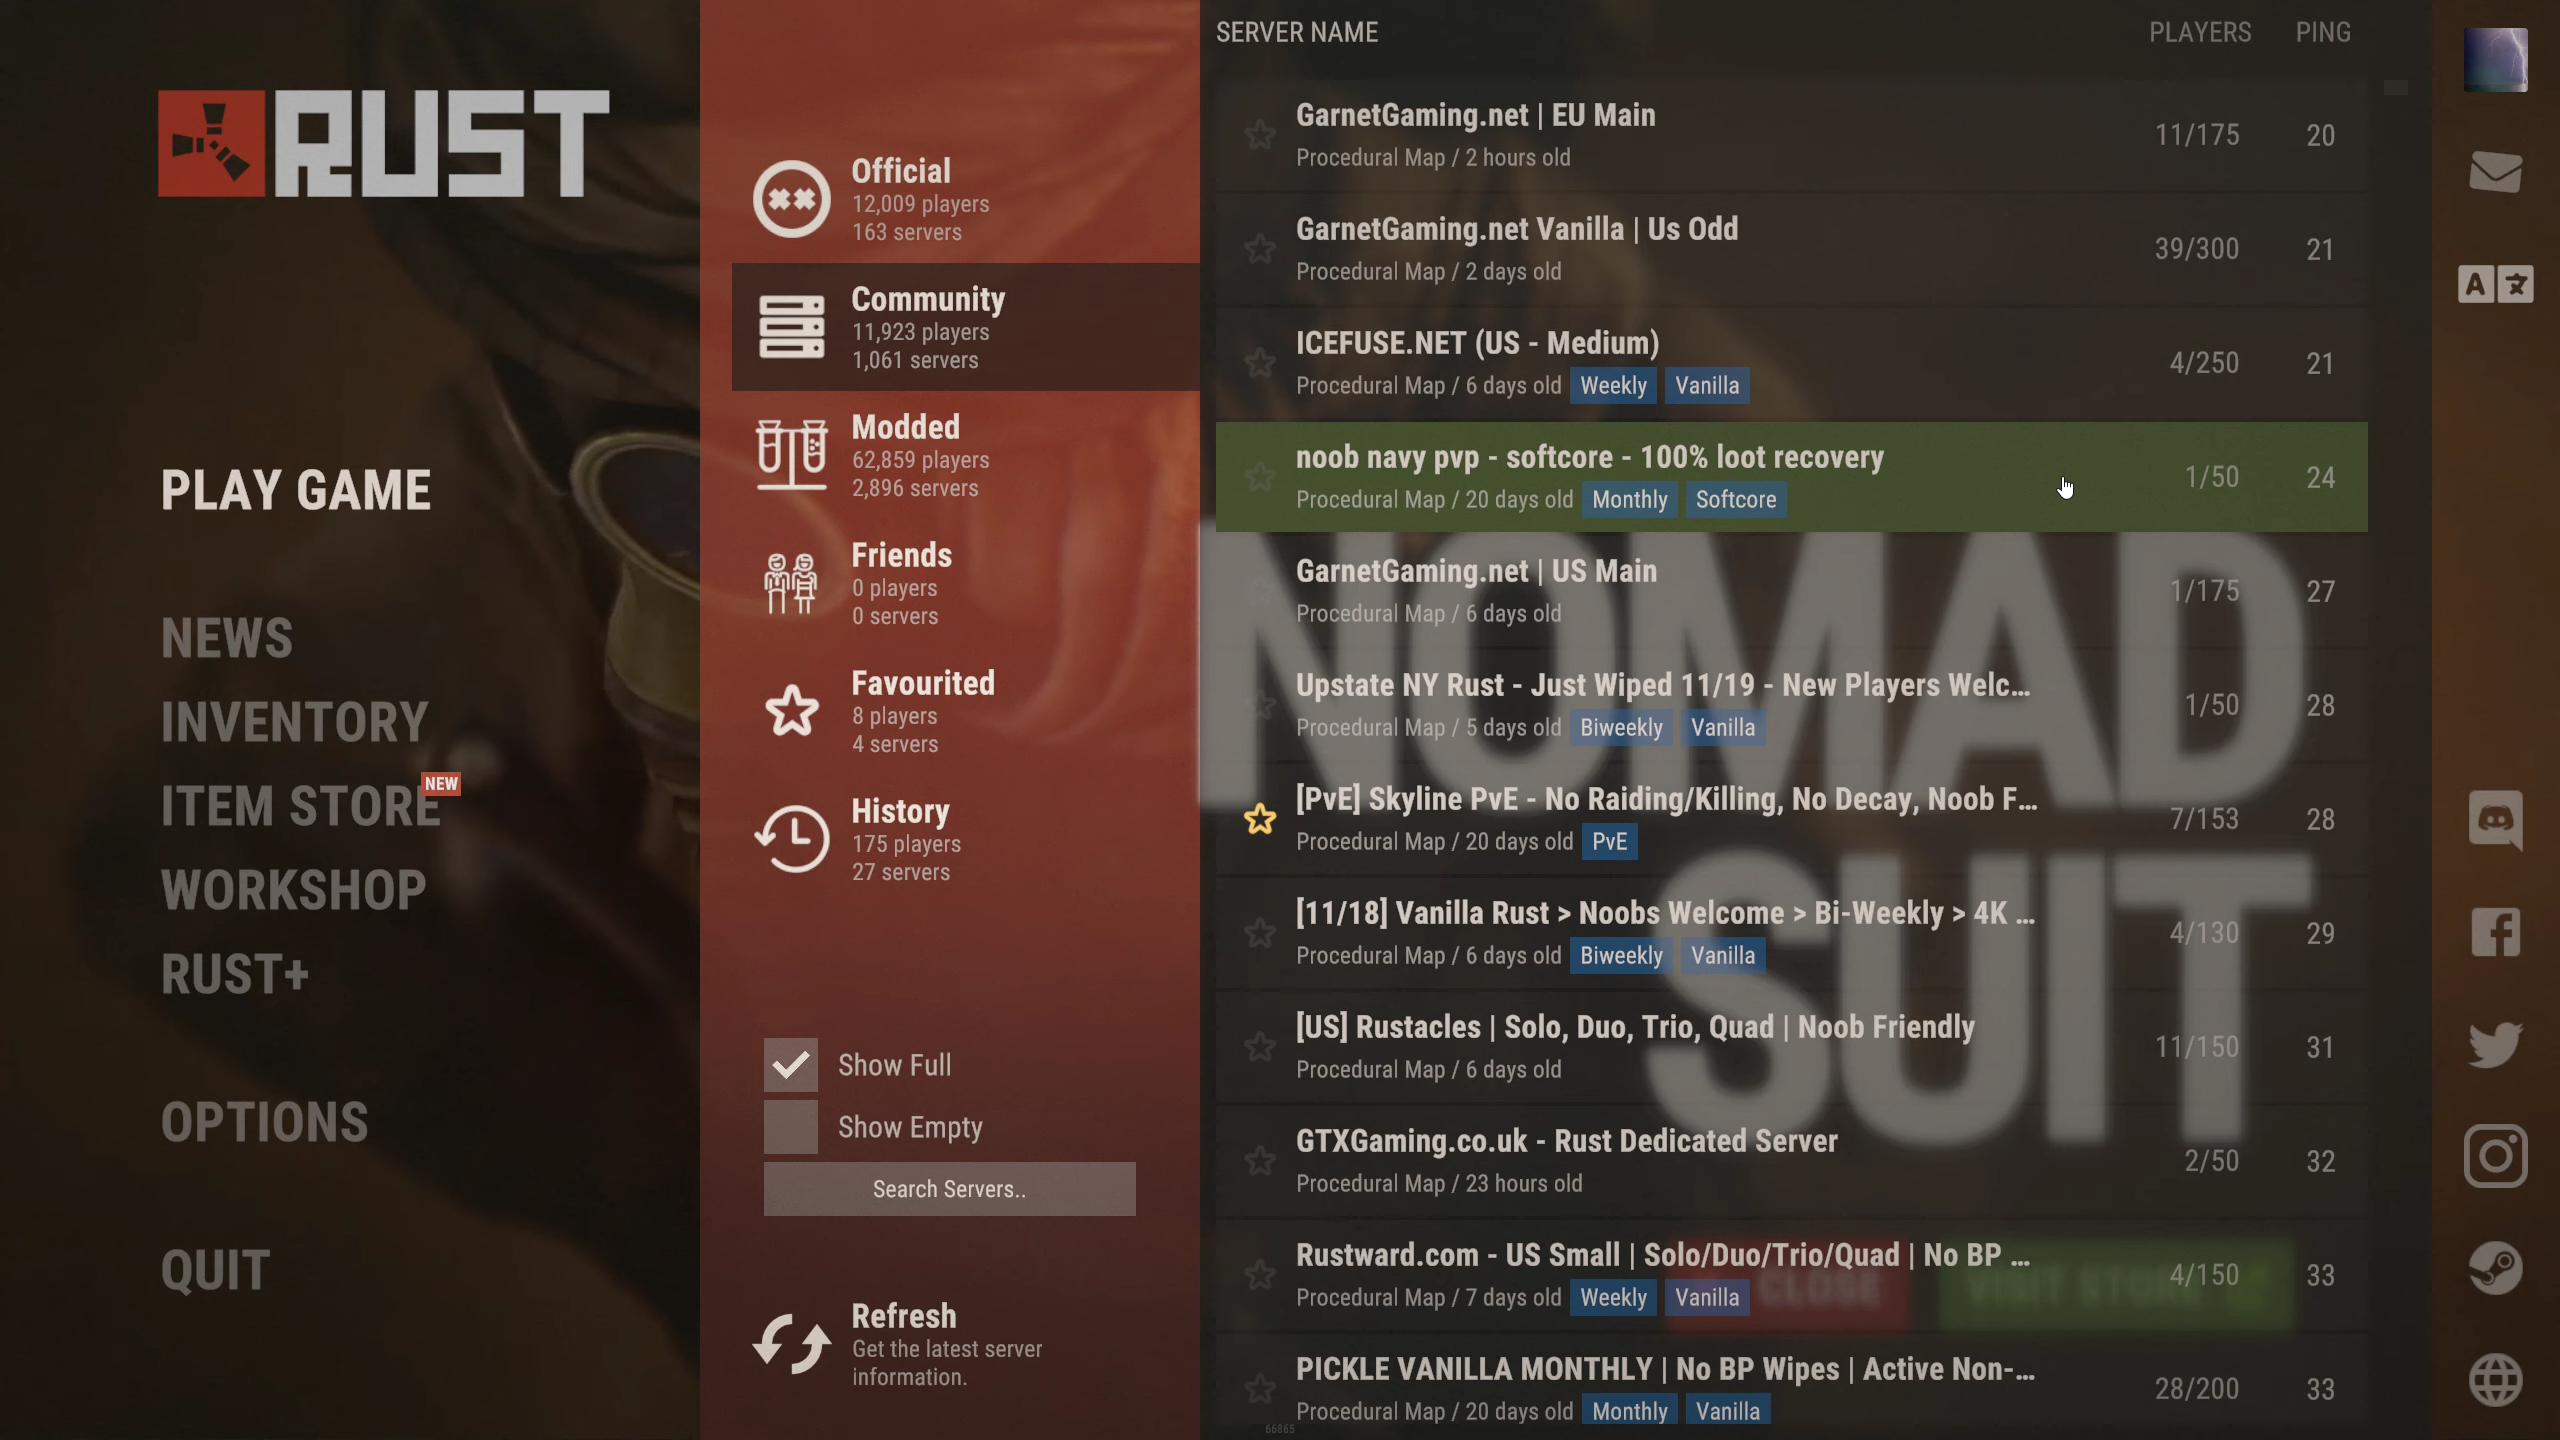 RUST
PLAY GAME
NEWS
INVENTORY
ITEM STORE
NEW
WORKSHOP
RUST+
OPTIONS
QUIT
Official
12,009 players
163 servers
Community
11,923 players
1,061 servers
Modded
62,859 players
2,896 servers
Friends
0 players
0 servers
Favourited
8 players
4 servers
History
175 players
27 servers
Show Full
Show Empty
Search Servers..
Refresh
Get the latest server
information.
SERVER NAME PLAYERS PING
GarnetGaming.net | EU Main
Procedural Map / 2 hours old
11/175 20
GarnetGaming.net Vanilla | Us Odd
Procedural Map / 2 days old
39/300 21
ICEFUSE.NET (US - Medium)
Procedural Map / 6 days old Weekly Vanilla
4/250 21
noob navy pvp - softcore - 100% loot recovery
Procedural Map / 20 days old Monthly Softcore
1/50 24
GarnetGaming.net | US Main
Procedural Map / 6 days old
1/175 27
Upstate NY Rust - Just Wiped 11/19 - New Players Welc...
Procedural Map / 5 days old Biweekly Vanilla
1/50 28
[PvE] Skyline PvE - No Raiding/Killing, No Decay, Noob F...
Procedural Map / 20 days old PvE
7/153 28
[11/18] Vanilla Rust > Noobs Welcome > Bi-Weekly > 4K ...
Procedural Map / 6 days old Biweekly Vanilla
4/130 29
[US] Rustacles | Solo, Duo, Trio, Quad | Noob Friendly
Procedural Map / 6 days old
11/150 31
GTXGaming.co.uk - Rust Dedicated Server
Procedural Map / 23 hours old
2/50 32
Rustward.com - US Small | Solo/Duo/Trio/Quad | No BP ...
Procedural Map / 7 days old Weekly Vanilla
4/150 33
PICKLE VANILLA MONTHLY | No BP Wipes | Active Non-...
Procedural Map / 20 days old Monthly Vanilla
28/200 33
NOMAD
SUIT
CLOSE
VISIT STORE
66865
A